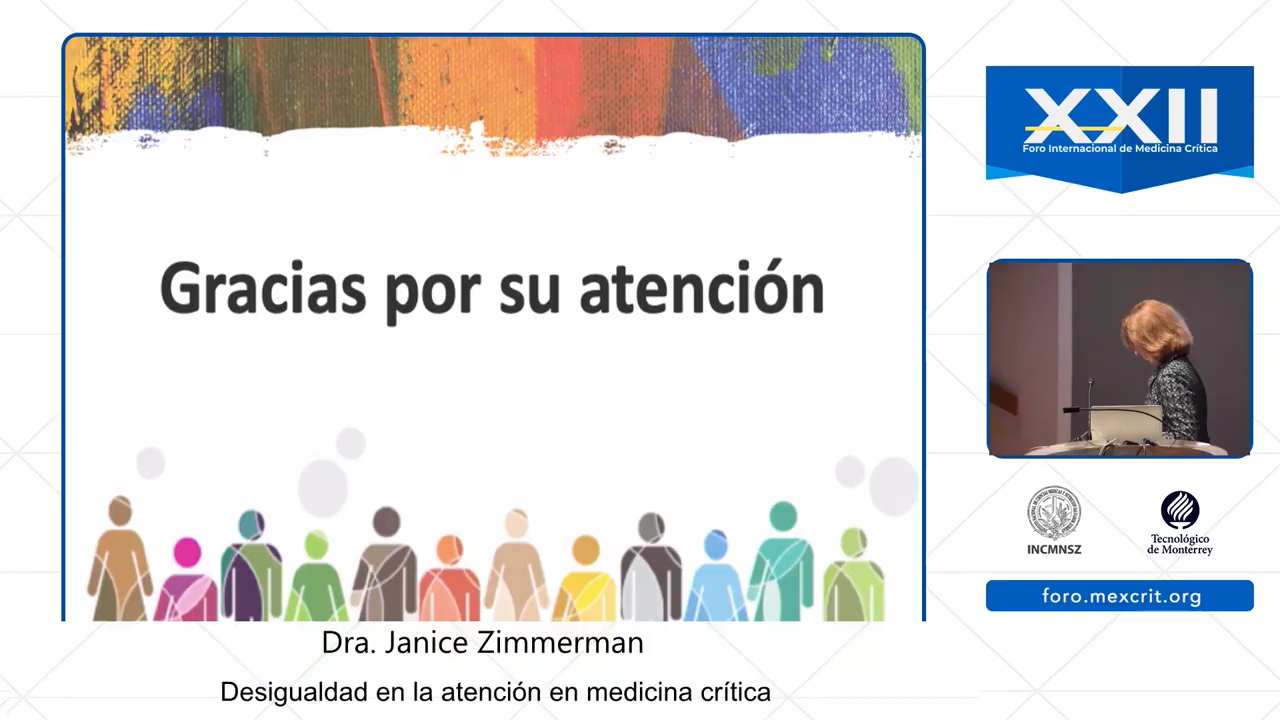 Gracias por su atención
Dra. Janice Zimmerman
Desigualdad en la atención en medicina crítica
XXII
Foro Internacional de Medicina Crítica
INCMNSZ
Tecnológico
de Monterrey
foro.mexcrit.org